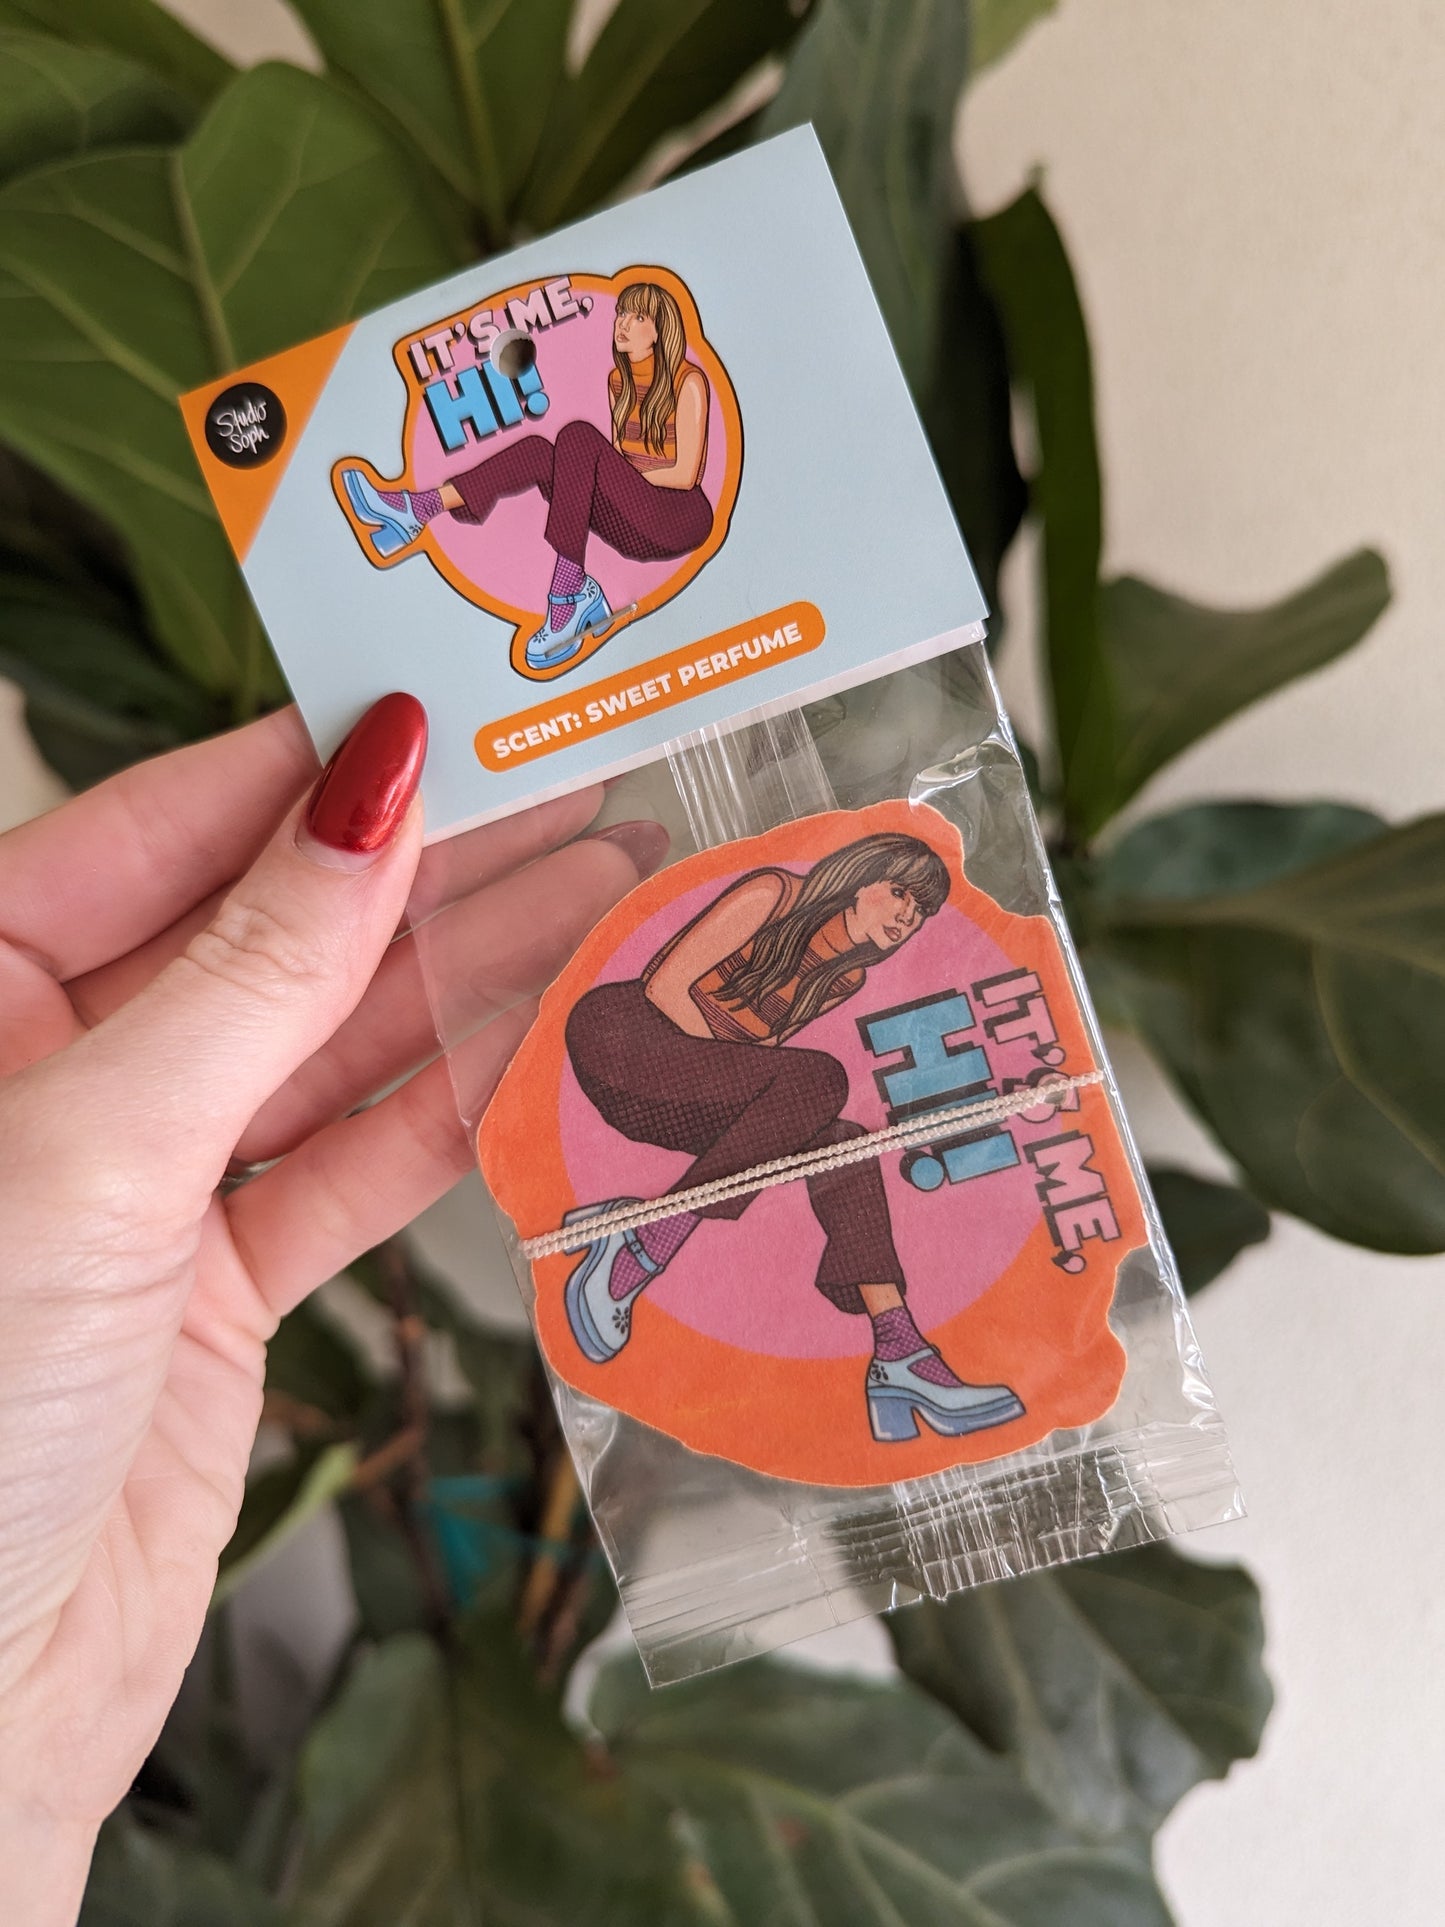 Studio
Soph
IT'S ME,
HI!
SCENT: SWEET PERFUME
IT'S ME,
HI!